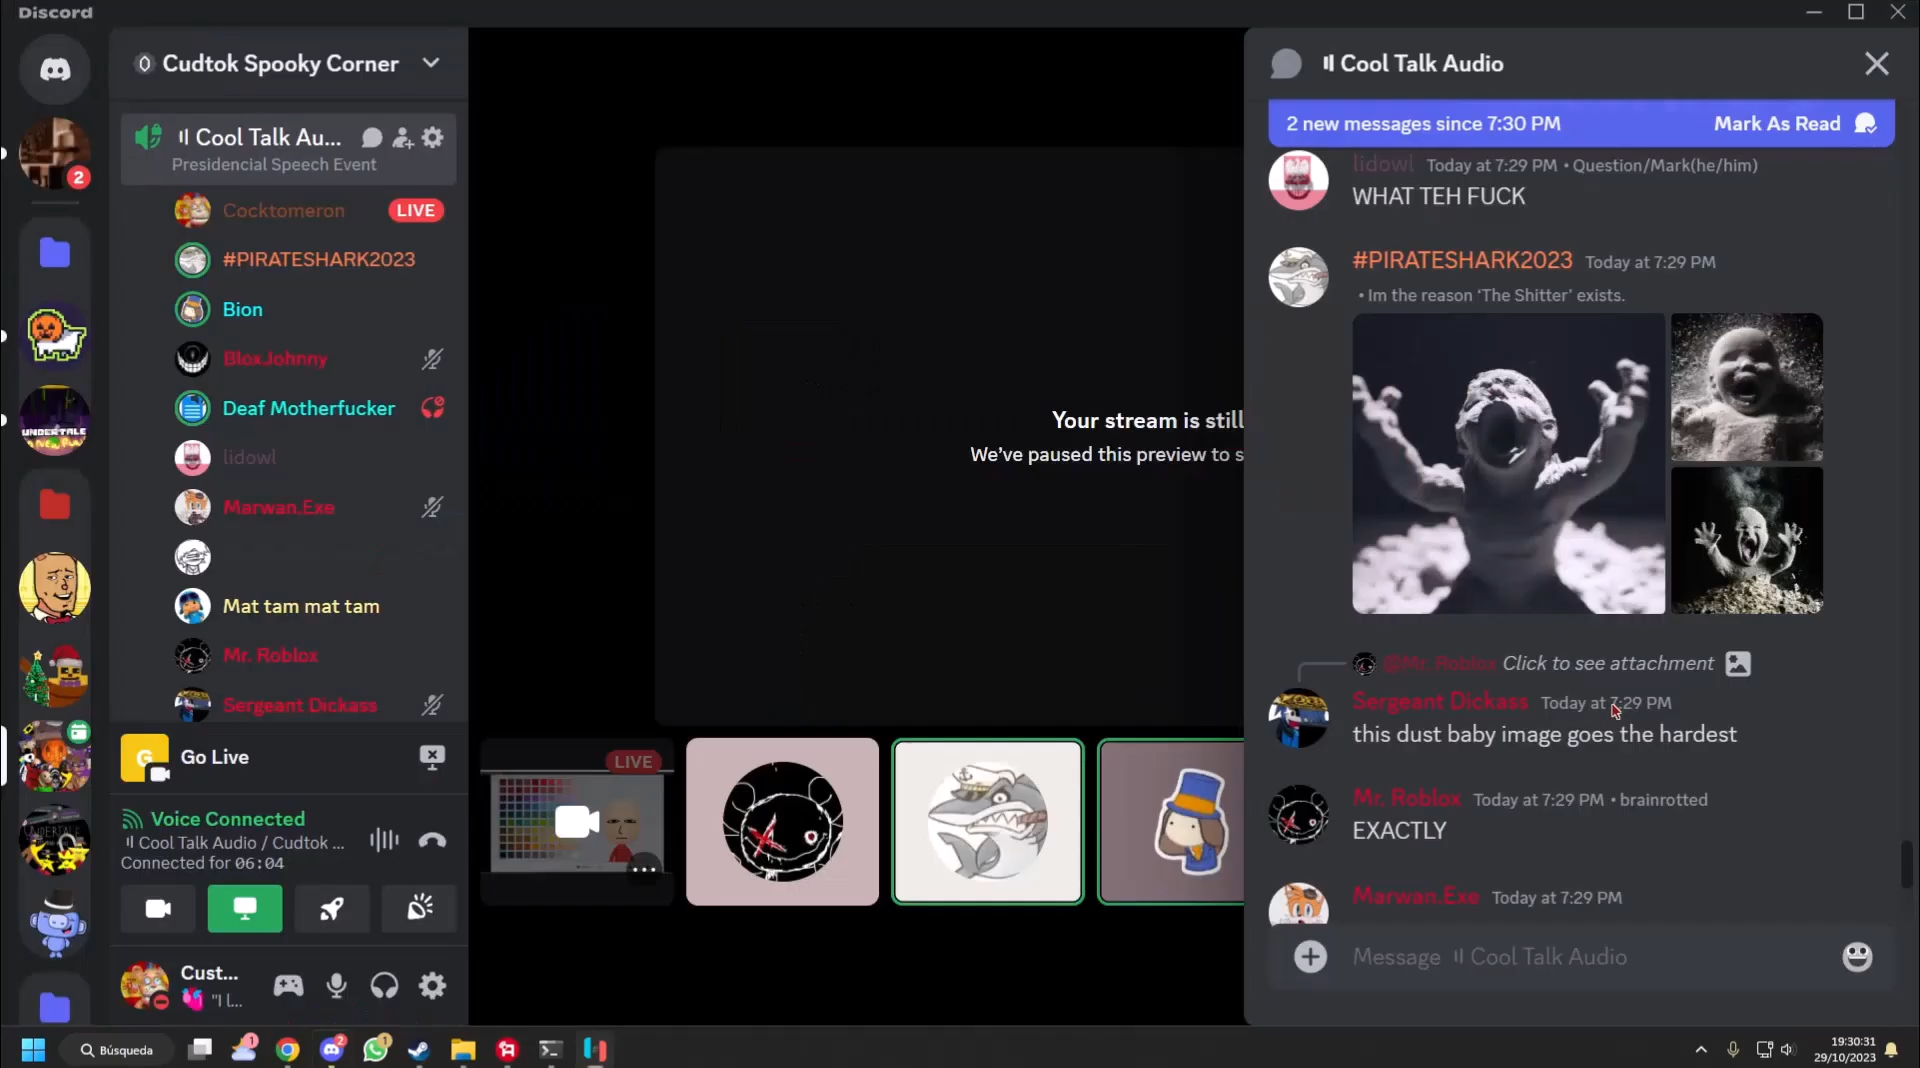 Discord
Cudtok Spooky Corner
Cool Talk Au...
Presidencial Speech Event
Cocktomeron
LIVE
#PIRATESHARK2023
Bion
BloxJohnny
Deaf Motherfucker
lidowl
Marwan.Exe
Mat tam mat tam
Mr. Roblox
Sergeant Dickass
G
Go Live
Voice Connected
Cool Talk Audio / Cudtok ...
Connected for 06:04
Cust...
"I l...
2
UNDERTALE
Your stream is still
We've paused this preview to s
LIVE
Cool Talk Audio
2 new messages since 7:30 PM
Mark As Read
lidowl Today at 7:29 PM • Question/Mark(he/him)
WHAT TEH FUCK
#PIRATESHARK2023 Today at 7:29 PM
• Im the reason ‘The Shitter’ exists.
@Mr. Roblox Click to see attachment
Sergeant Dickass Today at 7:29 PM
this dust baby image goes the hardest
Mr. Roblox Today at 7:29 PM • brainrotted
EXACTLY
Marwan.Exe Today at 7:29 PM
Message Cool Talk Audio
Búsqueda
1
2
1
19:30:31
29/10/2023